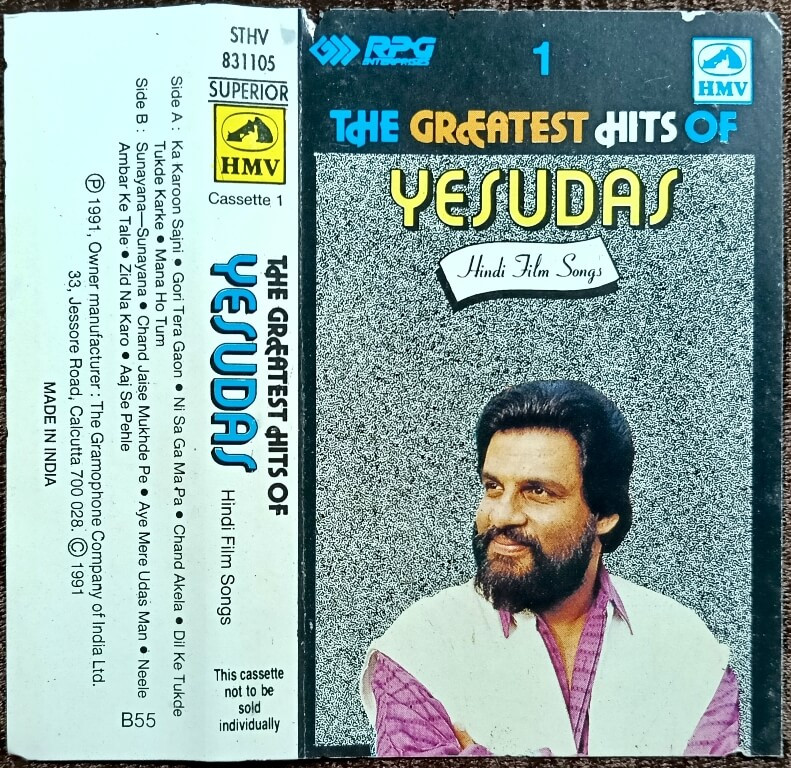 STHV
831105
SUPERIOR
HMV
Cassette 1
THE GREATEST HITS OF
YESUDAS
Hindi Film Songs
This cassette
not to be
sold
individually
Side A : Ka Karoon Sajni • Gori Tera Gaon • Ni Sa Ga Ma Pa • Chand Akela • Dil Ke Tukde
Tukde Karke • Mana Ho Tum
Side B : Sunayana—Sunayana • Chand Jaise Mukhde Pe • Aye Mere Udas Man • Neele
Ambar Ke Tale • Zid Na Karo • Aaj Se Pehle
Ⓟ 1991, Owner manufacturer : The Gramophone Company of India Ltd.
33, Jessore Road, Calcutta 700 028. © 1991
MADE IN INDIA
B55
RPG
ENTERPRISES
1
HMV
THE GREATEST HITS OF
YESUDAS
Hindi Film Songs